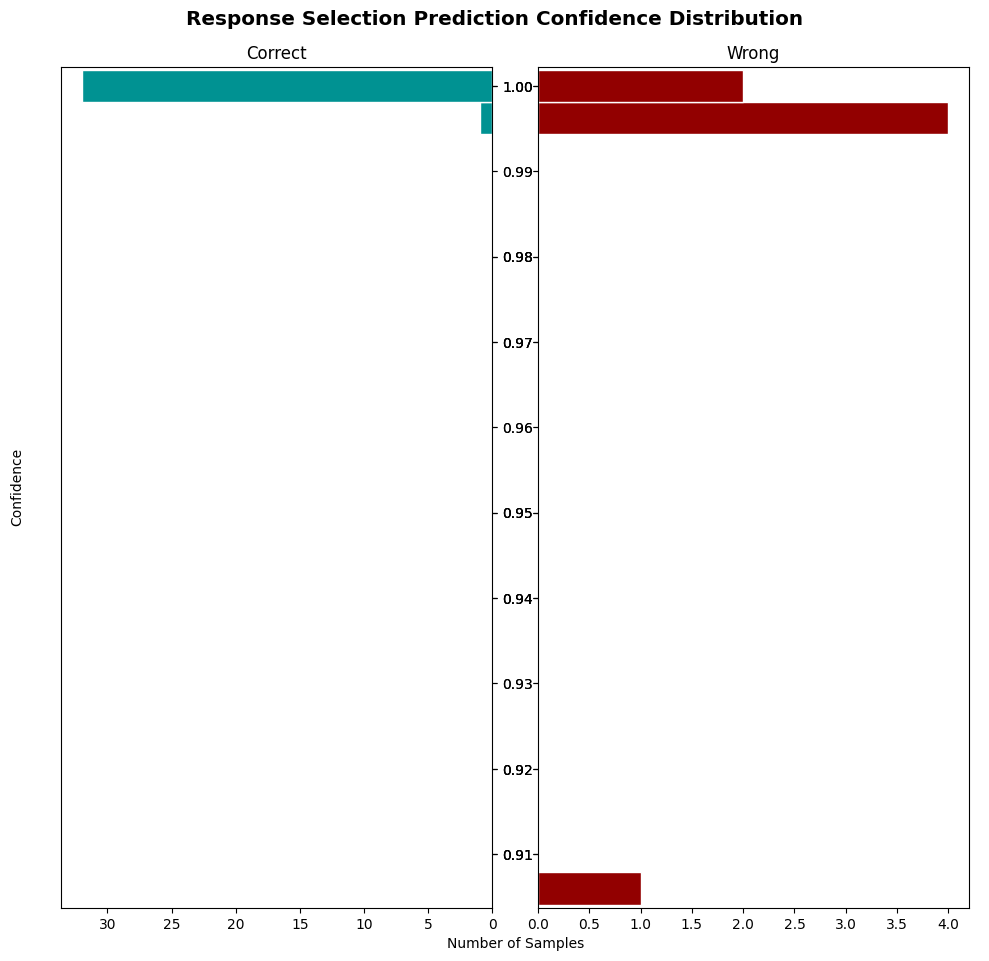 Response Selection Prediction Confidence Distribution
Correct
Wrong
1.00
0.99
0.98
0.97
0.96
0.95
0.94
0.93
0.92
0.91
Confidence
30 25 20 15 10 5 0
0.0 0.5 1.0 1.5 2.0 2.5 3.0 3.5 4.0
Number of Samples